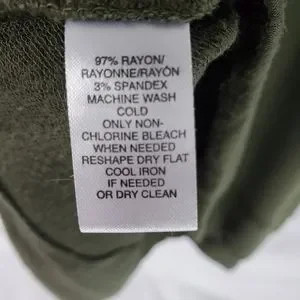 97% RAYON/
RAYONNE/RAYÓN
3% SPANDEX
MACHINE WASH
COLD
ONLY NON-
CHLORINE BLEACH
WHEN NEEDED
RESHAPE DRY FLAT
COOL IRON
IF NEEDED
OR DRY CLEAN